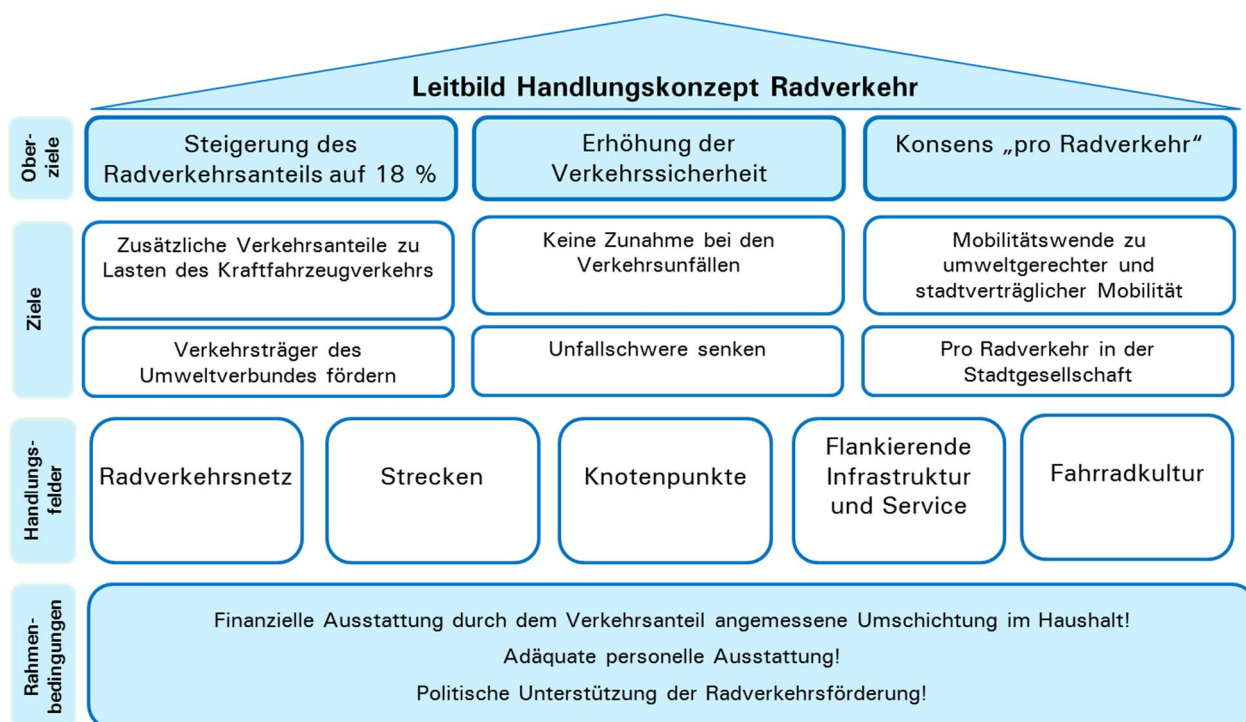 Leitbild Handlungskonzept Radverkehr
Ober-
ziele
Steigerung des
Radverkehrsanteils auf 18 %
Erhöhung der
Verkehrssicherheit
Konsens „pro Radverkehr“
Ziele
Zusätzliche Verkehrsanteile zu
Lasten des Kraftfahrzeugverkehrs
Keine Zunahme bei den
Verkehrsunfällen
Mobilitätswende zu
umweltgerechter und
stadtverträglicher Mobilität
Verkehrsträger des
Umweltverbundes fördern
Unfallschwere senken
Pro Radverkehr in der
Stadtgesellschaft
Handlungs-
felder
Radverkehrsnetz
Strecken
Knotenpunkte
Flankierende
Infrastruktur
und Service
Fahrradkultur
Rahmen-
bedingungen
Finanzielle Ausstattung durch dem Verkehrsanteil angemessene Umschichtung im Haushalt!
Adäquate personelle Ausstattung!
Politische Unterstützung der Radverkehrsförderung!